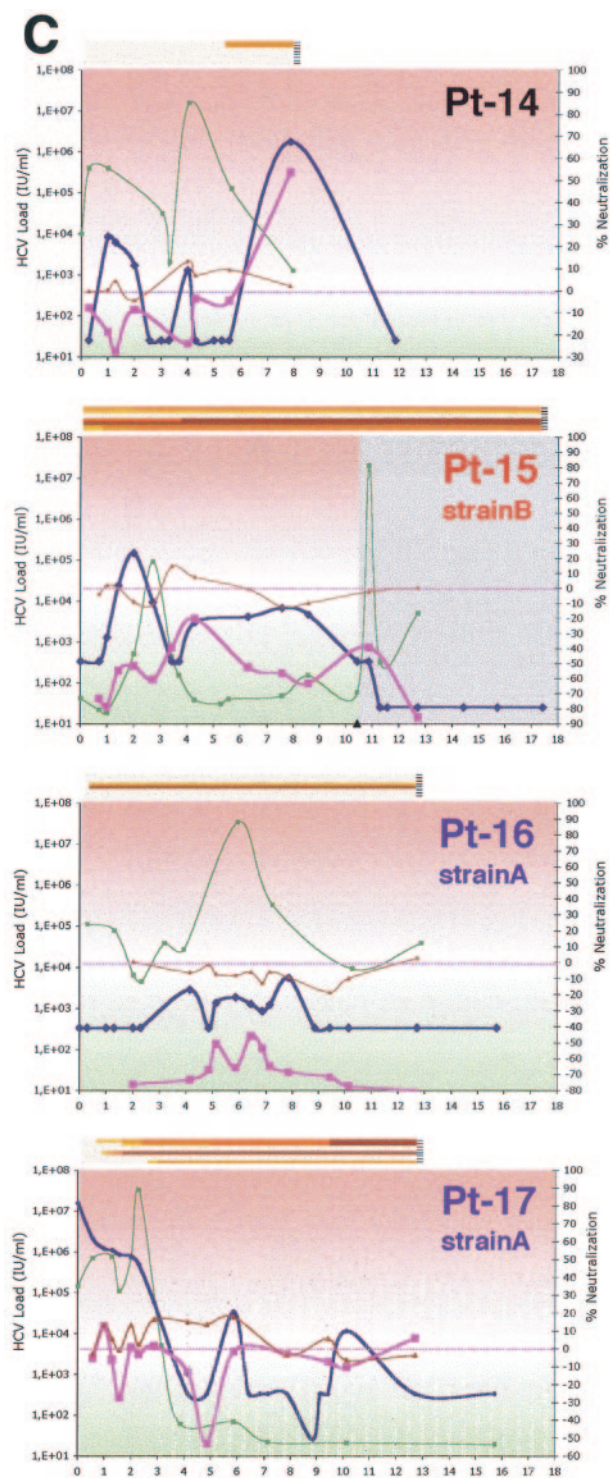 C
Pt-14
HCV Load (IU/ml)
% Neutralization
1,E+08
1,E+07
1,E+06
1,E+05
1,E+04
1,E+03
1,E+02
1,E+01
100
90
80
70
60
50
40
30
20
10
0
-10
-20
-30
0 1 2 3 4 5 6 7 8 9 10 11 12 13 14 15 16 17 18
Pt-15
strainB
HCV Load (IU/ml)
% Neutralization
1,E+08
1,E+07
1,E+06
1,E+05
1,E+04
1,E+03
1,E+02
1,E+01
100
90
80
70
60
50
40
30
20
10
0
-10
-20
-30
-40
-50
-60
-70
-80
-90
0 1 2 3 4 5 6 7 8 9 10 11 12 13 14 15 16 17 18
Pt-16
strainA
HCV Load (IU/ml)
% Neutralization
1,E+08
1,E+07
1,E+06
1,E+05
1,E+04
1,E+03
1,E+02
1,E+01
100
90
80
70
60
50
40
30
20
10
0
-10
-20
-30
-40
-50
-60
-70
-80
0 1 2 3 4 5 6 7 8 9 10 11 12 13 14 15 16 17 18
Pt-17
strainA
HCV Load (IU/ml)
% Neutralization
1,E+08
1,E+07
1,E+06
1,E+05
1,E+04
1,E+03
1,E+02
1,E+01
100
90
80
70
60
50
40
30
20
10
0
-10
-20
-30
-40
-50
-60
0 1 2 3 4 5 6 7 8 9 10 11 12 13 14 15 16 17 18